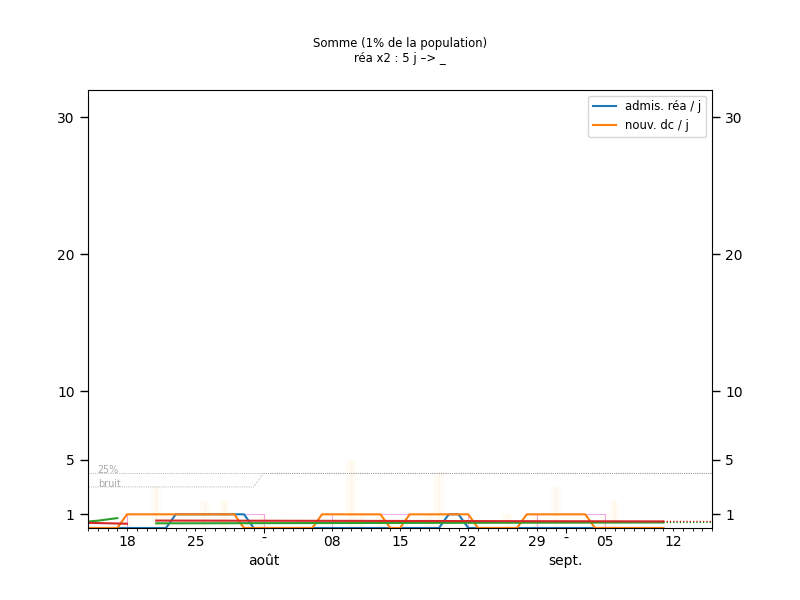 Somme (1% de la population)
réa x2 : 5 j –> _
admis. réa / j
nouv. dc / j
30 30
20 20
10 10
5 5
25%
bruit
1 1
18 25 - 08 15 22 29 - 05 12
août sept.